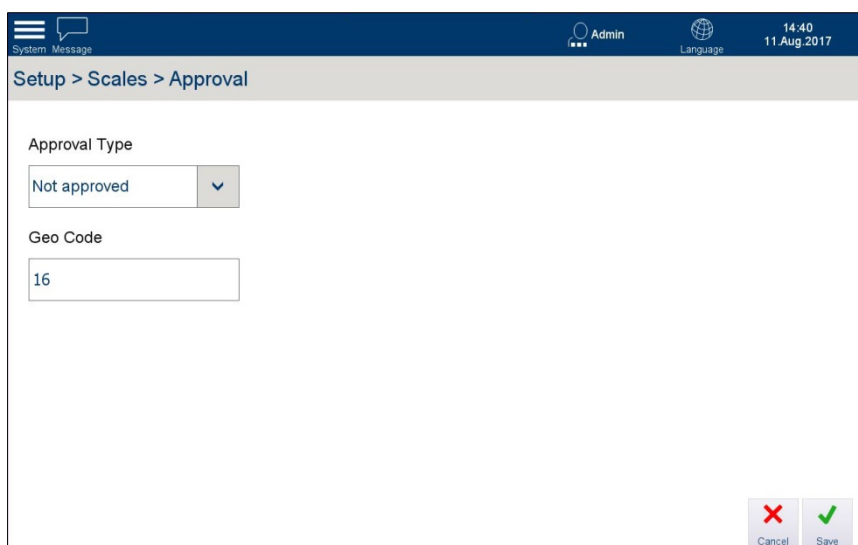 System Message
Admin
Language
14:40
11.Aug.2017
Setup > Scales > Approval
Approval Type
Not approved
Geo Code
16
Cancel Save